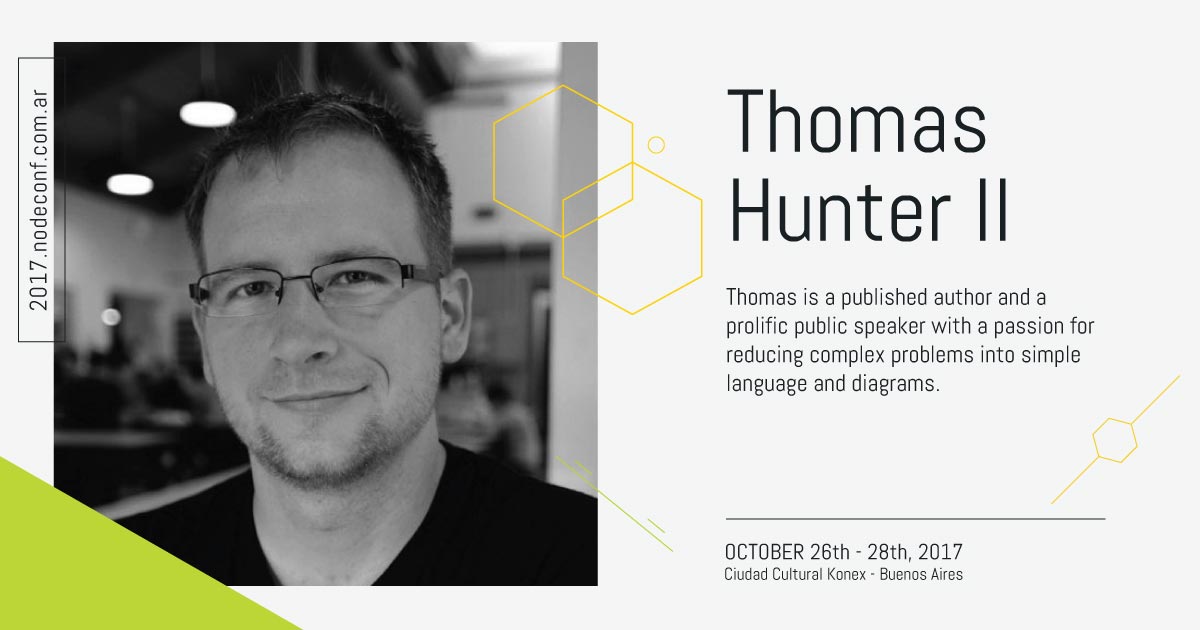 2017.nodeconf.com.ar
Thomas
Hunter II
Thomas is a published author and a
prolific public speaker with a passion for
reducing complex problems into simple
language and diagrams.
OCTOBER 26th - 28th, 2017
Ciudad Cultural Konex - Buenos Aires